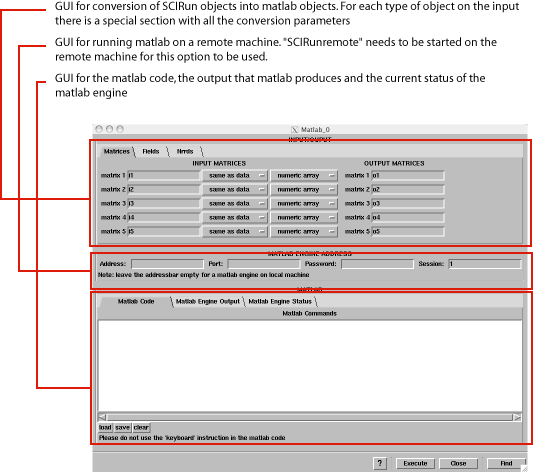 GUI for conversion of SCIRun objects into matlab objects. For each type of object on the input
there is a special section with all the conversion parameters
GUI for running matlab on a remote machine. "SCIRunremote" needs to be started on the
remote machine for this option to be used.
GUI for the matlab code, the output that matlab produces and the current status of the
matlab engine
Matlab_0
INPUT/OUTPUT
Matrices Fields Nrrds
INPUT MATRICES OUTPUT MATRICES
matrix 1 i1 same as data numeric array matrix 1 o1
matrix 2 i2 same as data numeric array matrix 2 o2
matrix 3 i3 same as data numeric array matrix 3 o3
matrix 4 i4 same as data numeric array matrix 4 o4
matrix 5 i5 same as data numeric array matrix 5 o5
MATLAB ENGINE ADDRESS
Address: Port: Password: Session: 1
Note: leave the addressbar empty for a matlab engine on local machine
MATLAB
Matlab Code Matlab Engine Output Matlab Engine Status
Matlab Commands
load save clear
Please do not use the 'keyboard' instruction in the matlab code
? Execute Close Find